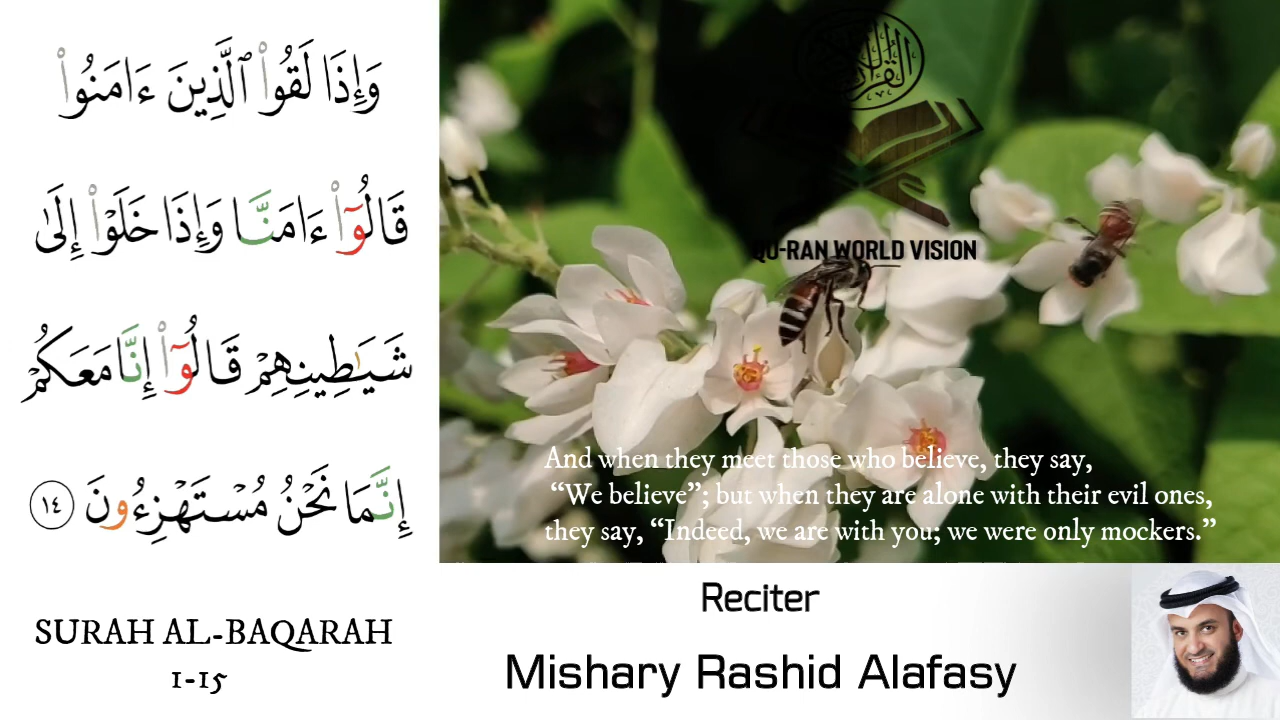 وَإِذَا لَقُوا۟ ٱلَّذِينَ ءَامَنُوا۟
قَالُوٓا۟ ءَامَنَّا وَإِذَا خَلَوْا۟ إِلَىٰ
شَيَـٰطِينِهِمْ قَالُوٓا۟ إِنَّا مَعَكُمْ
إِنَّمَا نَحْنُ مُسْتَهْزِءُونَ ١٤
SURAH AL-BAQARAH
1-15
القرآن الكريم
QU-RAN WORLD VISION
And when they meet those who believe, they say,
“We believe”; but when they are alone with their evil ones,
they say, “Indeed, we are with you; we were only mockers.”
Reciter
Mishary Rashid Alafasy